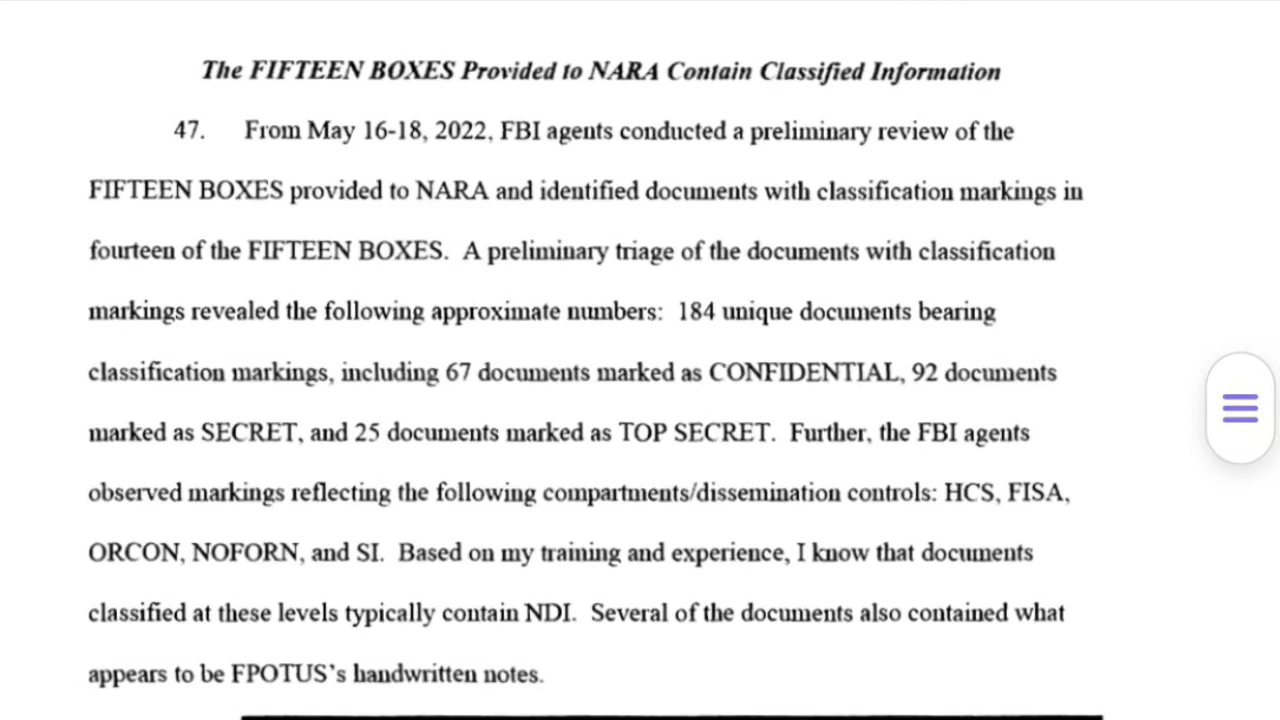 The FIFTEEN BOXES Provided to NARA Contain Classified Information
47. From May 16-18, 2022, FBI agents conducted a preliminary review of the
FIFTEEN BOXES provided to NARA and identified documents with classification markings in
fourteen of the FIFTEEN BOXES. A preliminary triage of the documents with classification
markings revealed the following approximate numbers: 184 unique documents bearing
classification markings, including 67 documents marked as CONFIDENTIAL, 92 documents
marked as SECRET, and 25 documents marked as TOP SECRET. Further, the FBI agents
observed markings reflecting the following compartments/dissemination controls: HCS, FISA,
ORCON, NOFORN, and SI. Based on my training and experience, I know that documents
classified at these levels typically contain NDI. Several of the documents also contained what
appears to be FPOTUS's handwritten notes.